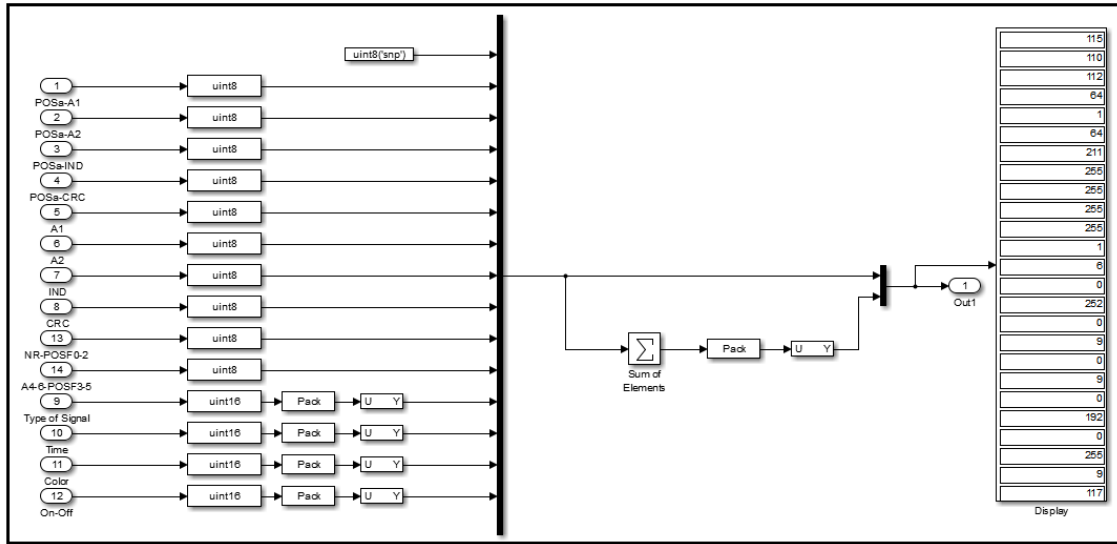 uint8('snp')
1 uint8
POSa-A1
2 uint8
POSa-A2
3 uint8
POSa-IND
4 uint8
POSa-CRC
5 uint8
A1
6 uint8
A2
7 uint8
IND
8 uint8
CRC
13 uint8
NR-POSF0-2
14 uint8
A4-6-POSF3-5
9 uint16 Pack U Y
Type of Signal
10 uint16 Pack U Y
Time
11 uint16 Pack U Y
Color
12 uint16 Pack U Y
On-Off
∑ Pack U Y
Sum of
Elements
1
Out1
115
110
112
64
1
64
211
255
255
255
255
1
6
0
252
0
9
0
9
0
192
0
255
9
117
Display